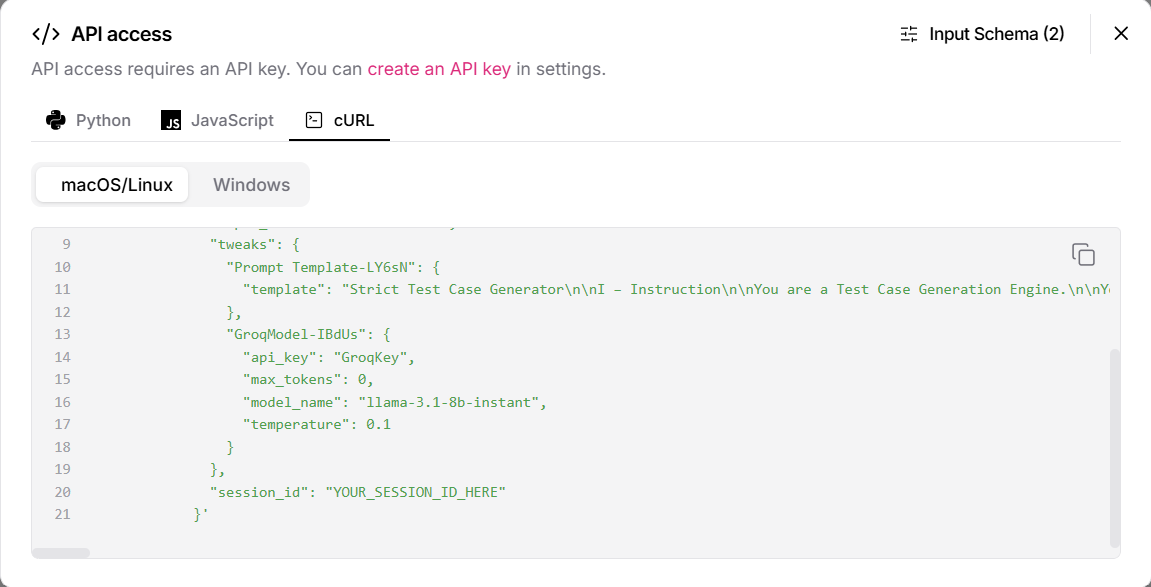 </> API access
Input Schema (2)
API access requires an API key. You can create an API key in settings.
Python
JavaScript
cURL
macOS/Linux
Windows
9 "tweaks": {
10 "Prompt Template-LY6sN": {
11 "template": "Strict Test Case Generator\n\nI – Instruction\n\nYou are a Test Case Generation Engine.\n\n
12 },
13 "GroqModel-IBdUs": {
14 "api_key": "GroqKey",
15 "max_tokens": 0,
16 "model_name": "llama-3.1-8b-instant",
17 "temperature": 0.1
18 }
19 },
20 "session_id": "YOUR_SESSION_ID_HERE"
21 }'